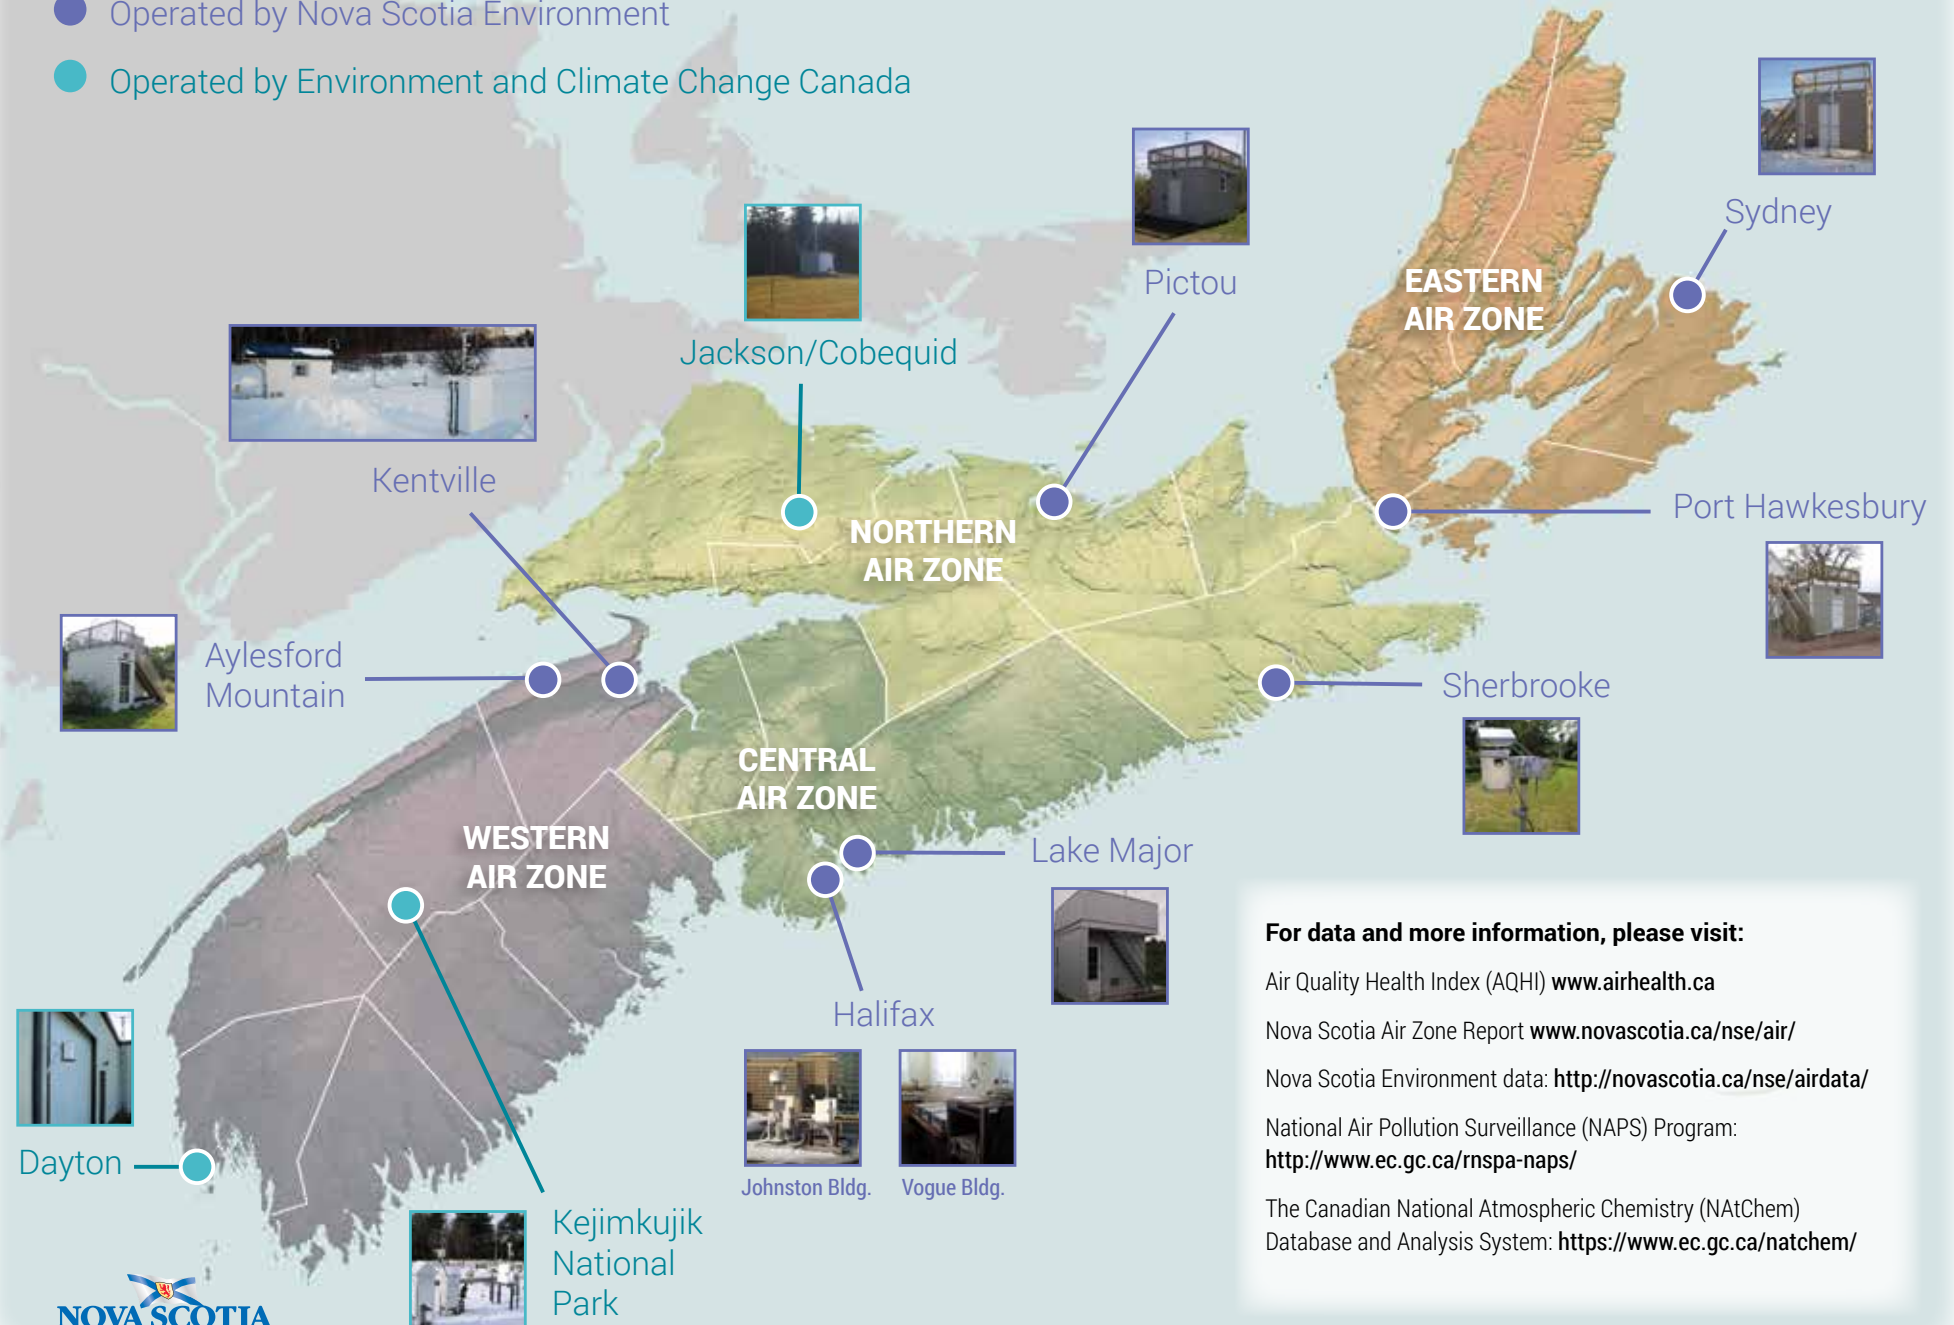 Operated by Nova Scotia Environment
Operated by Environment and Climate Change Canada
Sydney
Pictou
EASTERN
AIR ZONE
Jackson/Cobequid
Kentville
Port Hawkesbury
NORTHERN
AIR ZONE
Aylesford
Mountain
Sherbrooke
CENTRAL
AIR ZONE
WESTERN
AIR ZONE
Lake Major
Halifax
Johnston Bldg.
Vogue Bldg.
Dayton
Kejimkujik
National
Park
For data and more information, please visit:
Air Quality Health Index (AQHI) www.airhealth.ca
Nova Scotia Air Zone Report www.novascotia.ca/nse/air/
Nova Scotia Environment data: http://novascotia.ca/nse/airdata/
National Air Pollution Surveillance (NAPS) Program:
http://www.ec.gc.ca/rnspa-naps/
The Canadian National Atmospheric Chemistry (NAtChem)
Database and Analysis System: https://www.ec.gc.ca/natchem/
NOVA SCOTIA